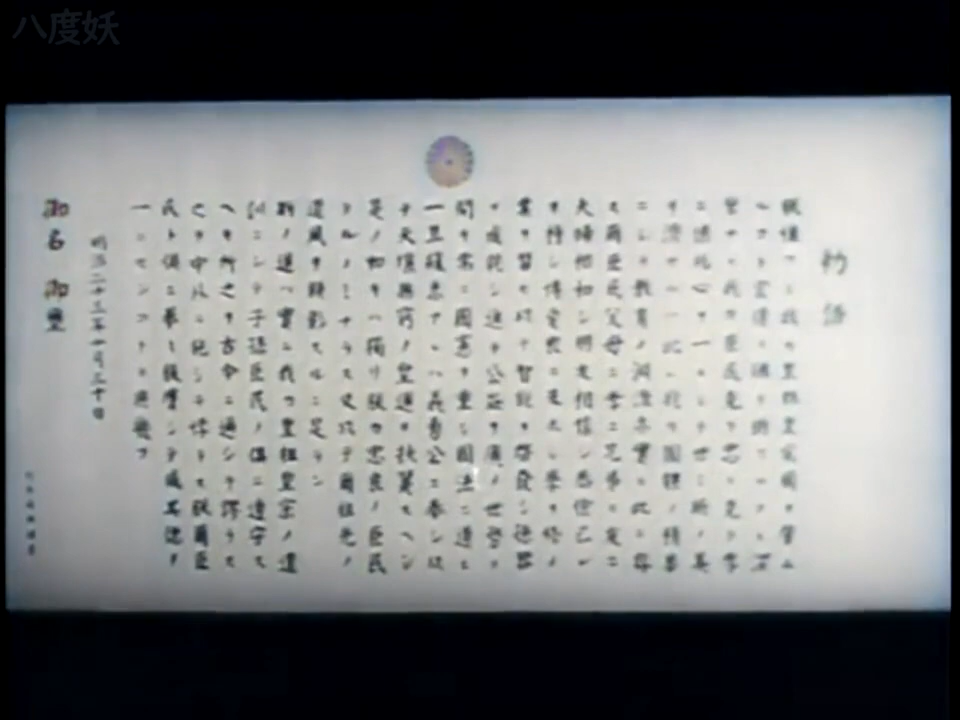 八度妖
勅語
朕惟フニ我カ皇祖皇宗國ヲ肇ム
ルコト宏遠ニ德ヲ樹ツルコト深
厚ナリ我カ臣民克ク忠ニ克ク孝
ニ億兆心ヲ一ニシテ世々厥ノ美
ヲ濟セルハ此レ我カ國體ノ精華
ニシテ教育ノ淵源亦實ニ此ニ存
ス爾臣民父母ニ孝ニ兄弟ニ友ニ
夫婦相和シ朋友相信シ恭儉己レ
ヲ持シ博愛衆ニ及ホシ學ヲ修メ
業ヲ習ヒ以テ智能ヲ啓發シ德器
ヲ成就シ進テ公益ヲ廣メ世務ヲ
開キ常ニ國憲ヲ重シ國法ニ遵ヒ
一旦緩急アレハ義勇公ニ奉シ以
テ天壤無窮ノ皇運ヲ扶翼スヘシ
是ノ如キハ獨リ朕カ忠良ノ臣民
タルノミナラス又以テ爾祖先ノ
遺風ヲ顯彰スルニ足ラン
斯ノ道ハ實ニ我カ皇祖皇宗ノ遺
訓ニシテ子孫臣民ノ俱ニ遵守ス
ヘキ所之ヲ古今ニ通シテ謬ラス
之ヲ中外ニ施シテ悖ラス朕爾臣
民ト俱ニ拳々服膺シテ咸其德ヲ
一ニセンコトヲ庶幾フ
明治二十三年十月三十日
御名御璽